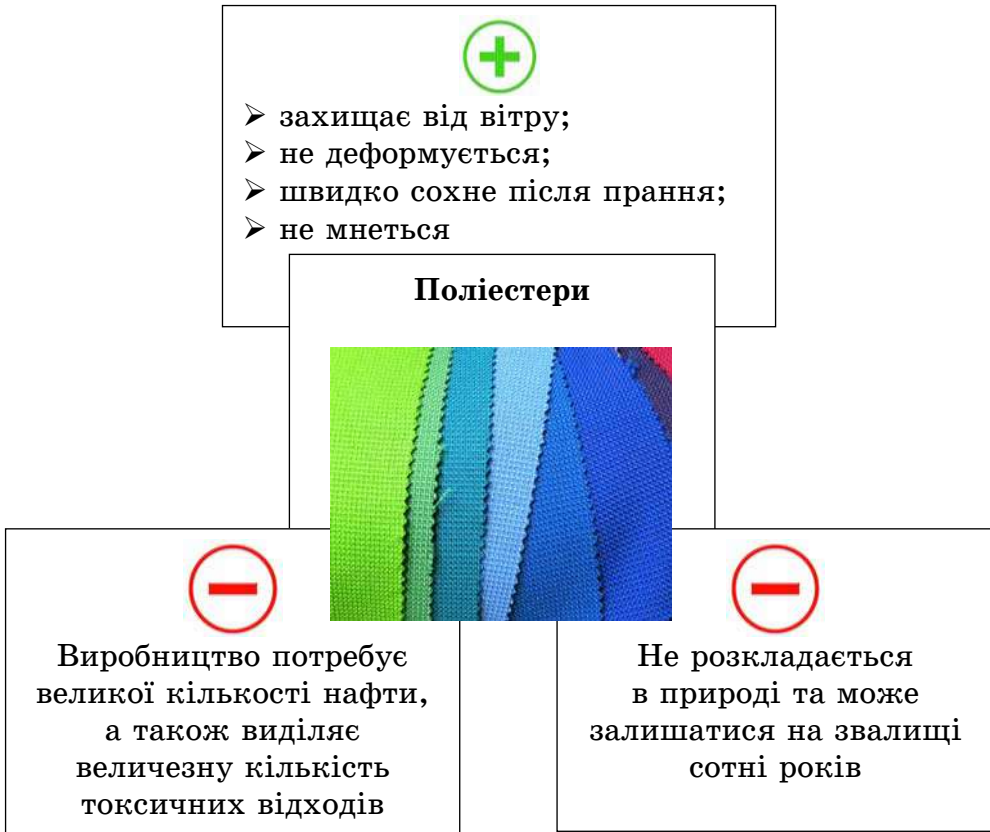 ➢ захищає від вітру;
➢ не деформується;
➢ швидко сохне після прання;
➢ не мнеться
Поліестери
Виробництво потребує
великої кількості нафти,
а також виділяє
величезну кількість
токсичних відходів
Не розкладається
в природі та може
залишатися на звалищі
сотні років